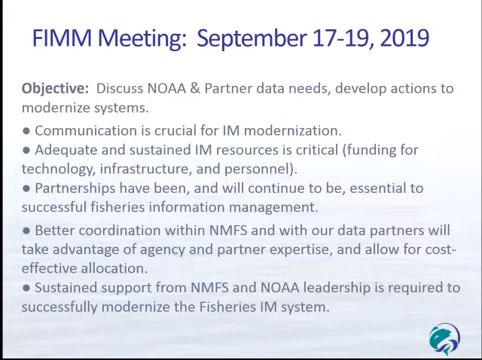 FIMM Meeting: September 17-19, 2019
Objective: Discuss NOAA & Partner data needs, develop actions to
modernize systems.
● Communication is crucial for IM modernization.
● Adequate and sustained IM resources is critical (funding for
technology, infrastructure, and personnel).
● Partnerships have been, and will continue to be, essential to
successful fisheries information management.
● Better coordination within NMFS and with our data partners will
take advantage of agency and partner expertise, and allow for cost-
effective allocation.
● Sustained support from NMFS and NOAA leadership is required to
successfully modernize the Fisheries IM system.